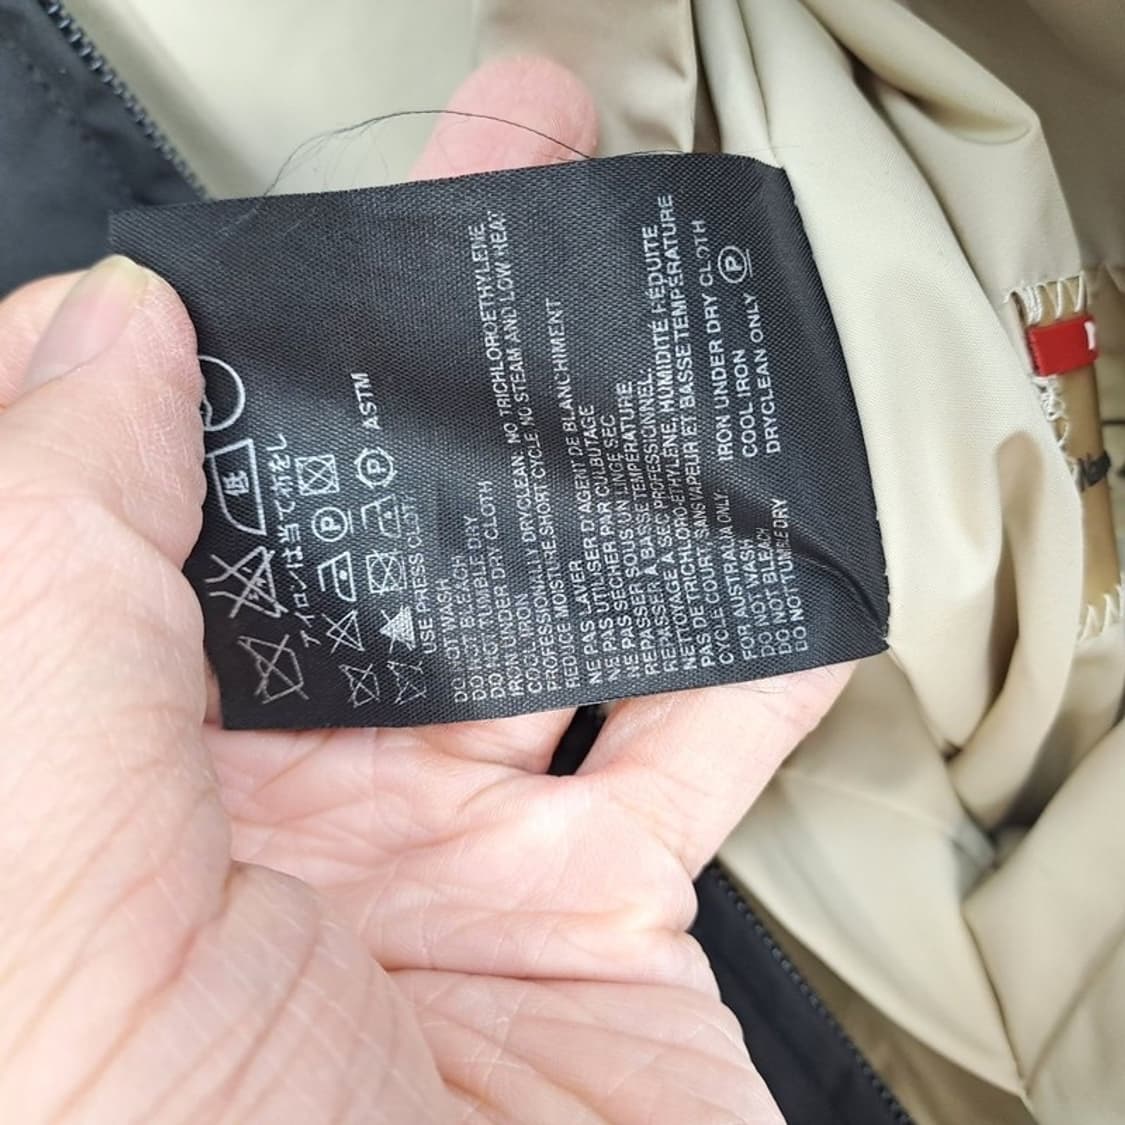 低
アイロンは当て布をし
P
P ASTM
USE PRESS CLOTH
DO NOT WASH
DO NOT BLEACH
DO NOT TUMBLE DRY
IRON UNDER DRY CLOTH
COOL IRON
PROFESSIONALLY DRYCLEAN. NO TRICHLOROETHYLENE.
REDUCE MOISTURE.SHORT CYCLE NO STEAM AND LOW HEAT
NE PAS LAVER
NE PAS UTILISER D'AGENT DE BLANCHIMENT
NE PAS SECHER PAR CULBUTAGE
REPASSER SOUS UN LINGE SEC
REPASSER À BASSE TEMPERATURE
NETTOYAGE A SEC PROFESSIONNEL
PAS DE TRICHLORO-ETHYLENE, HUMIDITE REDUITE
CYCLE COURT, SANS VAPEUR ET BASSE TEMPERATURE
FOR AUSTRALIA ONLY
DO NOT WASH
DO NOT BLEACH
DO NOT TUMBLE DRY
IRON UNDER DRY CLOTH
COOL IRON
DRYCLEAN ONLY P